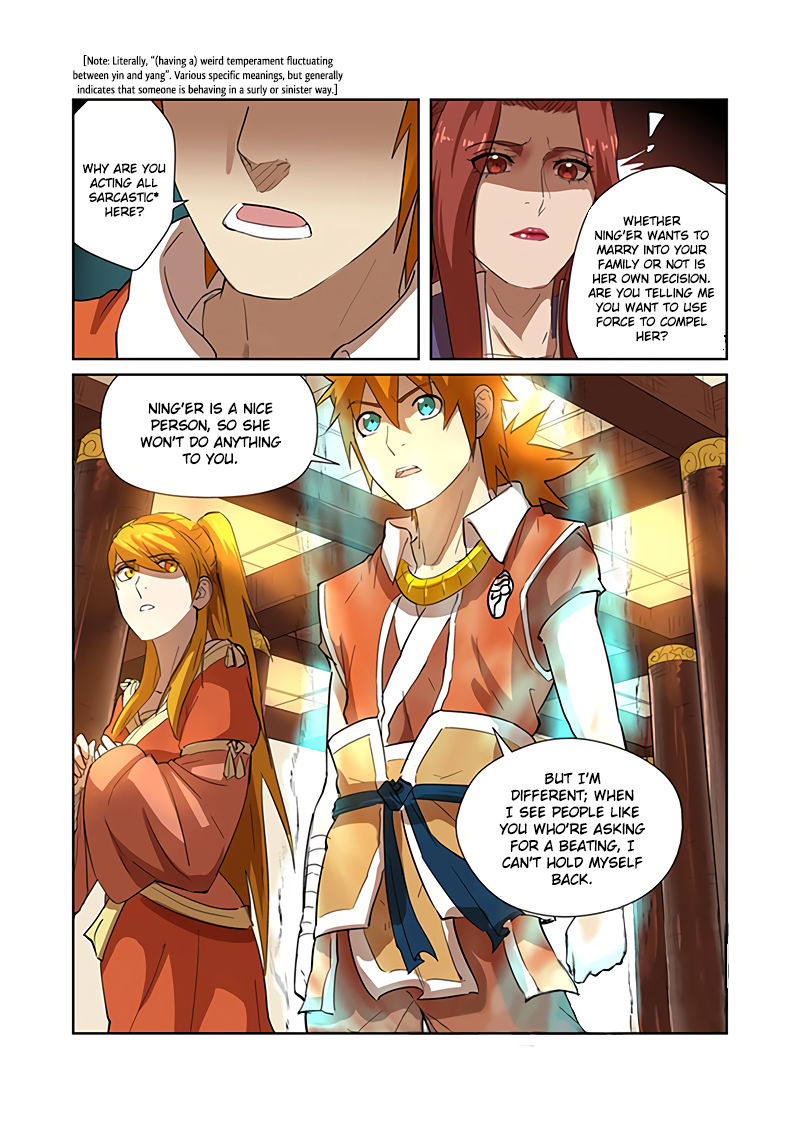 [Note: Literally, “(having a) weird temperament fluctuating
between yin and yang”. Various specific meanings, but generally
indicates that someone is behaving in a surly or sinister way.]
WHY ARE YOU
ACTING ALL
SARCASTIC*
HERE?
!
WHETHER
NING'ER WANTS TO
MARRY INTO YOUR
FAMILY OR NOT IS
HER OWN DECISION.
ARE YOU TELLING ME
YOU WANT TO USE
FORCE TO COMPEL
HER?
NING'ER IS A NICE
PERSON, SO SHE
WON'T DO ANYTHING
TO YOU.
BUT I'M
DIFFERENT; WHEN
I SEE PEOPLE LIKE
YOU WHO'RE ASKING
FOR A BEATING, I
CAN'T HOLD MYSELF
BACK.